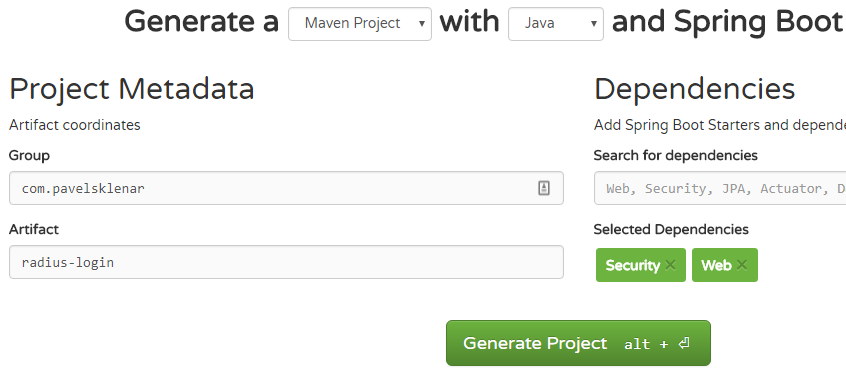 Generate a Maven Project with Java and Spring Boot
Project Metadata
Artifact coordinates
Group
com.pavelsklenar
Artifact
radius-login
Dependencies
Add Spring Boot Starters and depende
Search for dependencies
Web, Security, JPA, Actuator, D
Selected Dependencies
Security × Web ×
Generate Project alt + ⏎